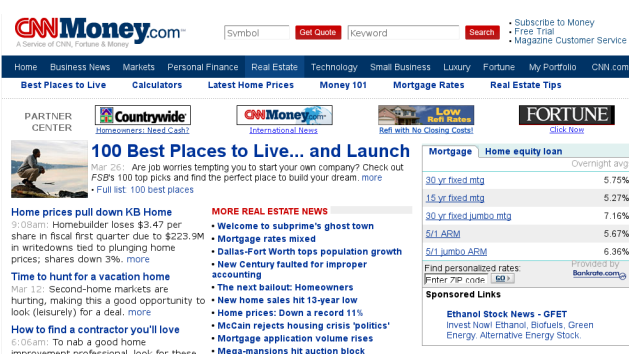 CNNMoney.com™
A Service of CNN, Fortune & Money
Symbol
Get Quote
Keyword
Search
• Subscribe to Money
• Free Trial
• Magazine Customer Service
Home Business News Markets Personal Finance Real Estate Technology Small Business Luxury Fortune My Portfolio CNN.com
Best Places to Live Calculators Latest Home Prices Money 101 Mortgage Rates Real Estate Tips
PARTNER
CENTER
Countrywide
Homeowners: Need Cash?
CNNMoney.com
International News
Low
Refi Rates
Refi with No Closing Costs!
FORTUNE
Click Now
100 Best Places to Live... and Launch
Mar 26: Are job worries tempting you to start your own company? Check out
FSB's 100 top picks and find the perfect place to build your dream. more
• Full list: 100 best places
Home prices pull down KB Home
9:08am: Homebuilder loses $3.47 per
share in fiscal first quarter due to $223.9M
in writedowns tied to plunging home
prices; shares down 3%. more
Time to hunt for a vacation home
Mar 12: Second-home markets are
hurting, making this a good opportunity to
look (leisurely) for a deal. more
How to find a contractor you'll love
6:06am: To nab a good home
improvement professional, look for these
MORE REAL ESTATE NEWS
• Welcome to subprime's ghost town
• Mortgage rates mixed
• Dallas-Fort Worth tops population growth
• New Century faulted for improper
accounting
• The next bailout: Homeowners
• New home sales hit 13-year low
• Home prices: Down a record 11%
• McCain rejects housing crisis 'politics'
• Mortgage application volume rises
• Mega-mansions hit auction block
Mortgage Home equity loan
Overnight avg
30 yr fixed mtg 5.75%
15 yr fixed mtg 5.27%
30 yr fixed jumbo mtg 7.16%
5/1 ARM 5.67%
5/1 jumbo ARM 6.36%
Find personalized rates:
Enter ZIP code GO
Provided by
Bankrate.com
Sponsored Links
Ethanol Stock News - GFET
Invest Now! Ethanol, Biofuels, Green
Energy. Alternative to Ethanol.